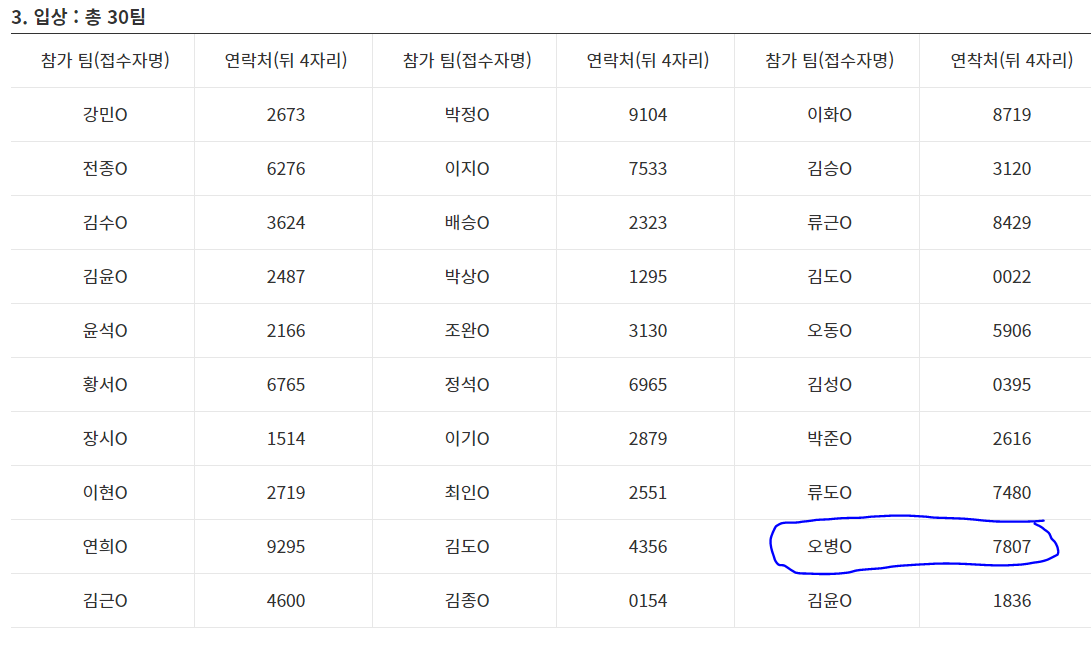 3. 입상 : 총 30팀
참가 팀(접수자명) 연락처(뒤 4자리) 참가 팀(접수자명) 연락처(뒤 4자리) 참가 팀(접수자명) 연착처(뒤 4자리)
강민O 2673 박정O 9104 이화O 8719
전종O 6276 이지O 7533 김승O 3120
김수O 3624 배승O 2323 류근O 8429
김윤O 2487 박상O 1295 김도O 0022
윤석O 2166 조완O 3130 오동O 5906
황서O 6765 정석O 6965 김성O 0395
장시O 1514 이기O 2879 박준O 2616
이현O 2719 최인O 2551 류도O 7480
연희O 9295 김도O 4356 오병O 7807
김근O 4600 김종O 0154 김윤O 1836